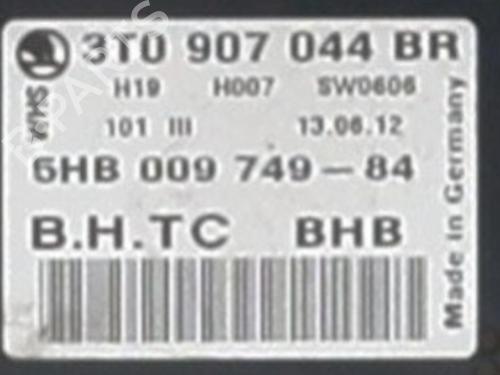 3T0 907 044 BR
H19 H007 SW0606
WHS
101 III 13.06.12
5HB 009 749-84
B.H.TC BHB
Made in Germany